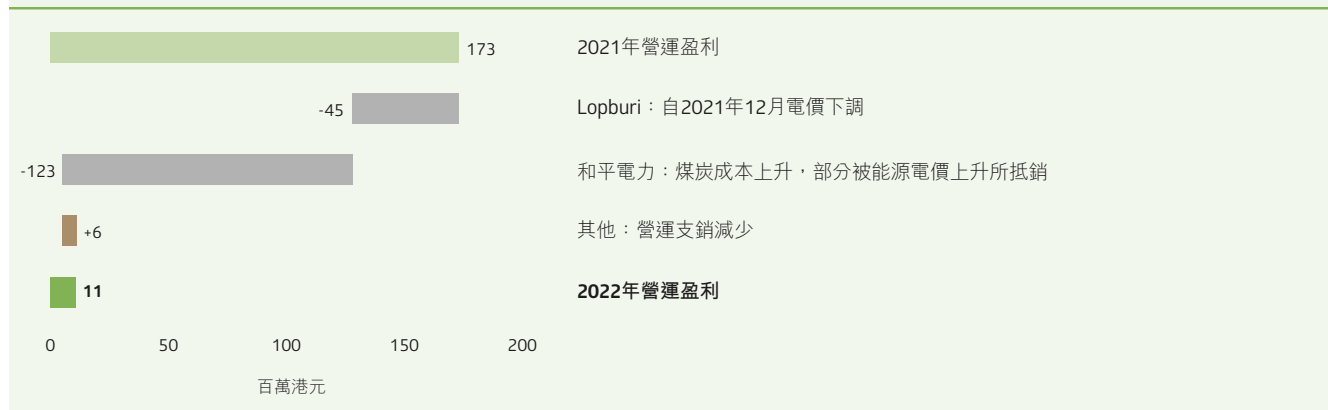 173 2021年營運盈利
-45 Lopburi：自2021年12月電價下調
-123 和平電力：煤炭成本上升，部分被能源電價上升所抵銷
+6 其他：營運支銷減少
11 2022年營運盈利
0 50 100 150 200
百萬港元